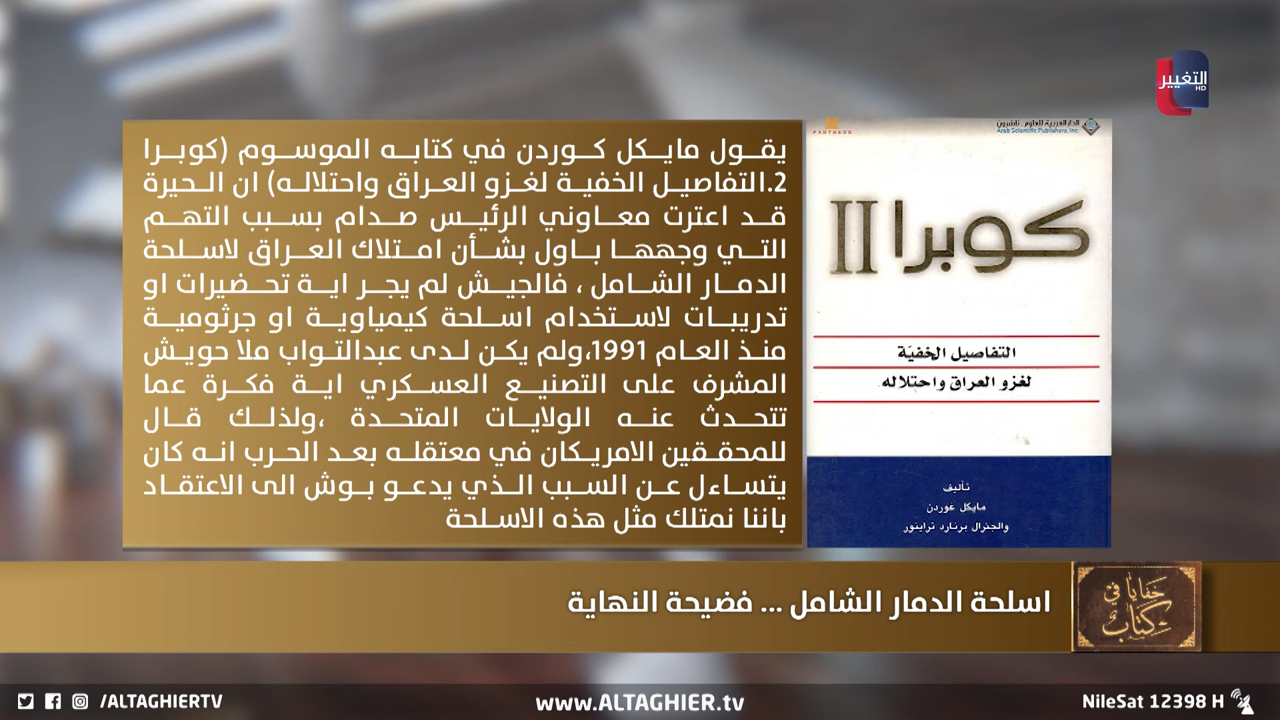 التغيير
HD
PANTHEON
الدار العربية للعلوم ناشرون
Arab Scientific Publishers, Inc.
كوبرا II
التفاصيل الخفيّة
لغزو العراق واحتلاله
تأليف
مايكل غوردن
والجنرال برنارد تراينور
يقول مايكل كوردن في كتابه الموسوم (كوبرا
2.التفاصيل الخفية لغزو العراق واحتلاله) ان الحيرة
قد اعترت معاوني الرئيس صدام بسبب التهم
التي وجهها باول بشأن امتلاك العراق لاسلحة
الدمار الشامل ، فالجيش لم يجر اية تحضيرات او
تدريبات لاستخدام اسلحة كيمياوية او جرثومية
منذ العام 1991،ولم يكن لدى عبدالتواب ملا حويش
المشرف على التصنيع العسكري اية فكرة عما
تتحدث عنه الولايات المتحدة ،ولذلك قال
للمحققين الامريكان في معتقله بعد الحرب انه كان
يتساءل عن السبب الذي يدعو بوش الى الاعتقاد
باننا نمتلك مثل هذه الاسلحة
خفايا في
كتاب
اسلحة الدمار الشامل ... فضيحة النهاية
/ALTAGHIERTV
www.ALTAGHIER.tv
NileSat 12398 H